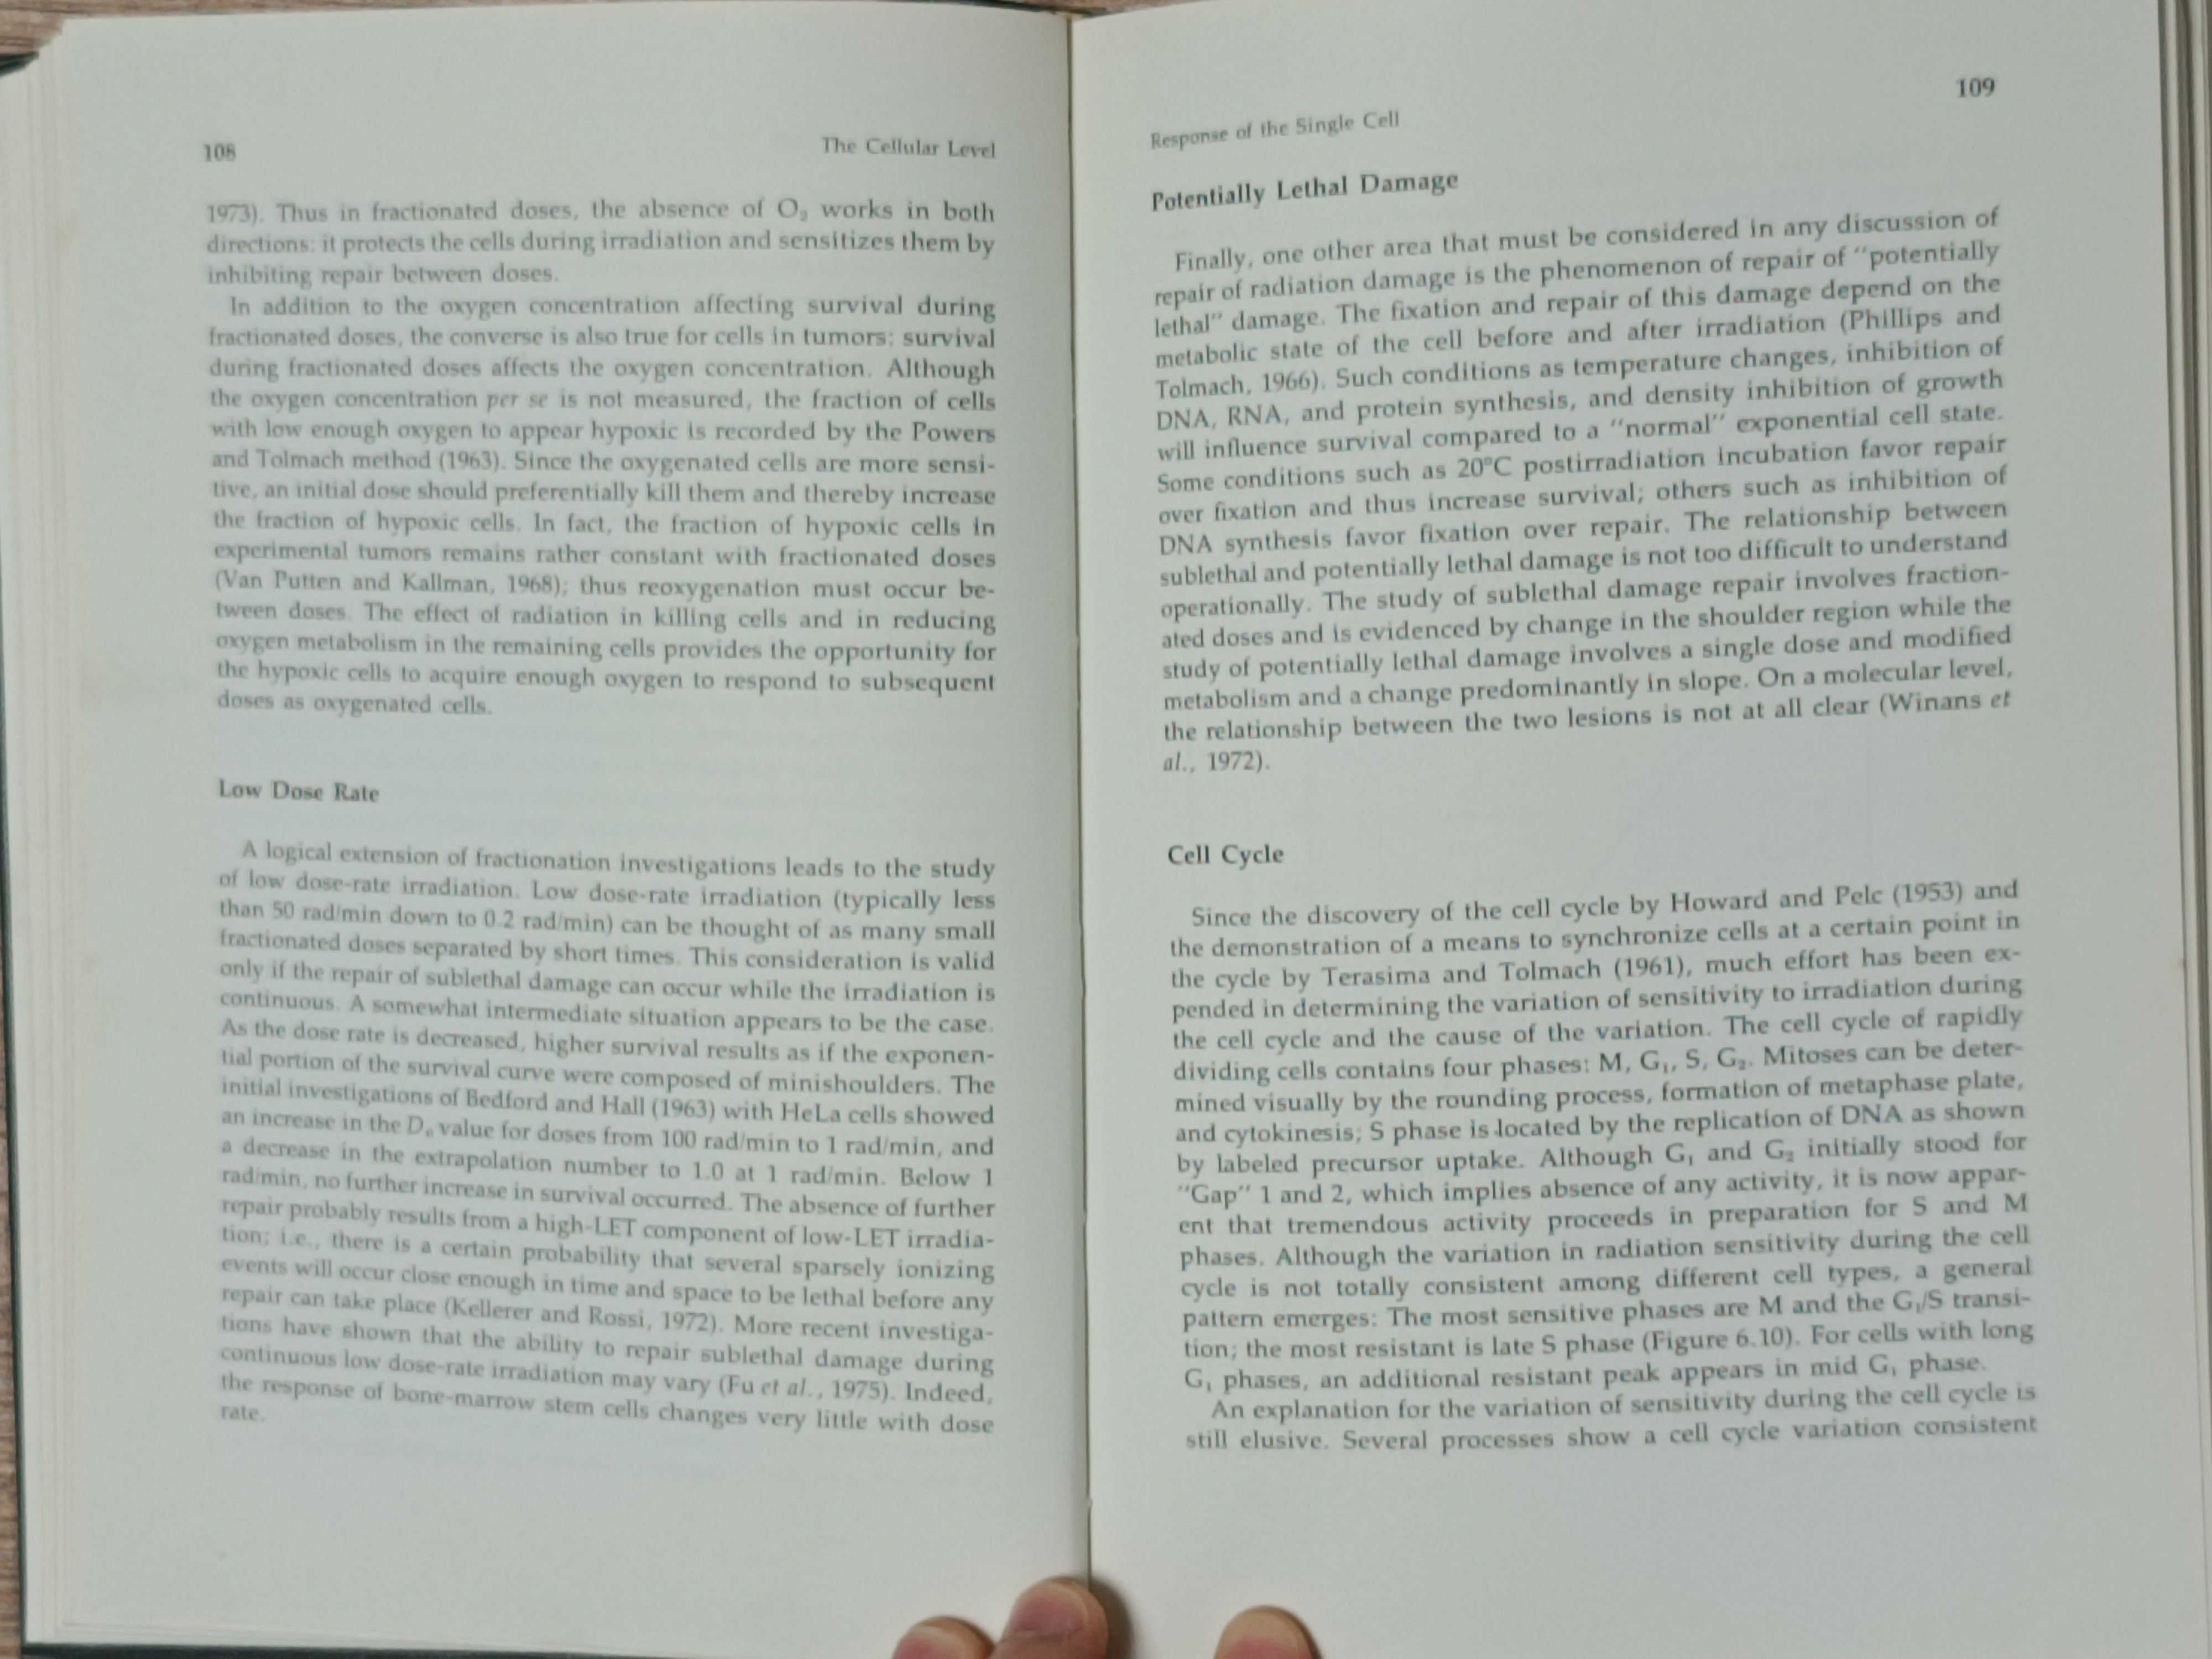 108
The Cellular Level
1973). Thus in fractionated doses, the absence of O₂ works in both
directions: it protects the cells during irradiation and sensitizes them by
inhibiting repair between doses.
In addition to the oxygen concentration affecting survival during
fractionated doses, the converse is also true for cells in tumors: survival
during fractionated doses affects the oxygen concentration. Although
the oxygen concentration per se is not measured, the fraction of cells
with low enough oxygen to appear hypoxic is recorded by the Powers
and Tolmach method (1963). Since the oxygenated cells are more sensi-
tive, an initial dose should preferentially kill them and thereby increase
the fraction of hypoxic cells. In fact, the fraction of hypoxic cells in
experimental tumors remains rather constant with fractionated doses
(Van Putten and Kallman, 1968); thus reoxygenation must occur be-
tween doses. The effect of radiation in killing cells and in reducing
oxygen metabolism in the remaining cells provides the opportunity for
the hypoxic cells to acquire enough oxygen to respond to subsequent
doses as oxygenated cells.
Low Dose Rate
A logical extension of fractionation investigations leads to the study
of low dose-rate irradiation. Low dose-rate irradiation (typically less
than 50 rad/min down to 0.2 rad/min) can be thought of as many small
fractionated doses separated by short times. This consideration is valid
only if the repair of sublethal damage can occur while the irradiation is
continuous. A somewhat intermediate situation appears to be the case.
As the dose rate is decreased, higher survival results as if the exponen-
tial portion of the survival curve were composed of minishoulders. The
initial investigations of Bedford and Hall (1963) with HeLa cells showed
an increase in the D₀ value for doses from 100 rad/min to 1 rad/min, and
a decrease in the extrapolation number to 1.0 at 1 rad/min. Below 1
rad/min, no further increase in survival occurred. The absence of further
repair probably results from a high-LET component of low-LET irradia-
tion; i.e., there is a certain probability that several sparsely ionizing
events will occur close enough in time and space to be lethal before any
repair can take place (Kellerer and Rossi, 1972). More recent investiga-
tions have shown that the ability to repair sublethal damage during
continuous low dose-rate irradiation may vary (Fu et al., 1975). Indeed,
the response of bone-marrow stem cells changes very little with dose
rate.
Response of the Single Cell
109
Potentially Lethal Damage
Finally, one other area that must be considered in any discussion of
repair of radiation damage is the phenomenon of repair of "potentially
lethal" damage. The fixation and repair of this damage depend on the
metabolic state of the cell before and after irradiation (Phillips and
Tolmach, 1966). Such conditions as temperature changes, inhibition of
DNA, RNA, and protein synthesis, and density inhibition of growth
will influence survival compared to a "normal" exponential cell state.
Some conditions such as 20°C postirradiation incubation favor repair
over fixation and thus increase survival; others such as inhibition of
DNA synthesis favor fixation over repair. The relationship between
sublethal and potentially lethal damage is not too difficult to understand
operationally. The study of sublethal damage repair involves fraction-
ated doses and is evidenced by change in the shoulder region while the
study of potentially lethal damage involves a single dose and modified
metabolism and a change predominantly in slope. On a molecular level,
the relationship between the two lesions is not at all clear (Winans et
al., 1972).
Cell Cycle
Since the discovery of the cell cycle by Howard and Pelc (1953) and
the demonstration of a means to synchronize cells at a certain point in
the cycle by Terasima and Tolmach (1961), much effort has been ex-
pended in determining the variation of sensitivity to irradiation during
the cell cycle and the cause of the variation. The cell cycle of rapidly
dividing cells contains four phases: M, G₁, S, G₂. Mitoses can be deter-
mined visually by the rounding process, formation of metaphase plate,
and cytokinesis; S phase is located by the replication of DNA as shown
by labeled precursor uptake. Although G₁ and G₂ initially stood for
"Gap" 1 and 2, which implies absence of any activity, it is now appar-
ent that tremendous activity proceeds in preparation for S and M
phases. Although the variation in radiation sensitivity during the cell
cycle is not totally consistent among different cell types, a general
pattern emerges: The most sensitive phases are M and the G₁/S transi-
tion; the most resistant is late S phase (Figure 6.10). For cells with long
G₁ phases, an additional resistant peak appears in mid G₁ phase.
An explanation for the variation of sensitivity during the cell cycle is
still elusive. Several processes show a cell cycle variation consistent